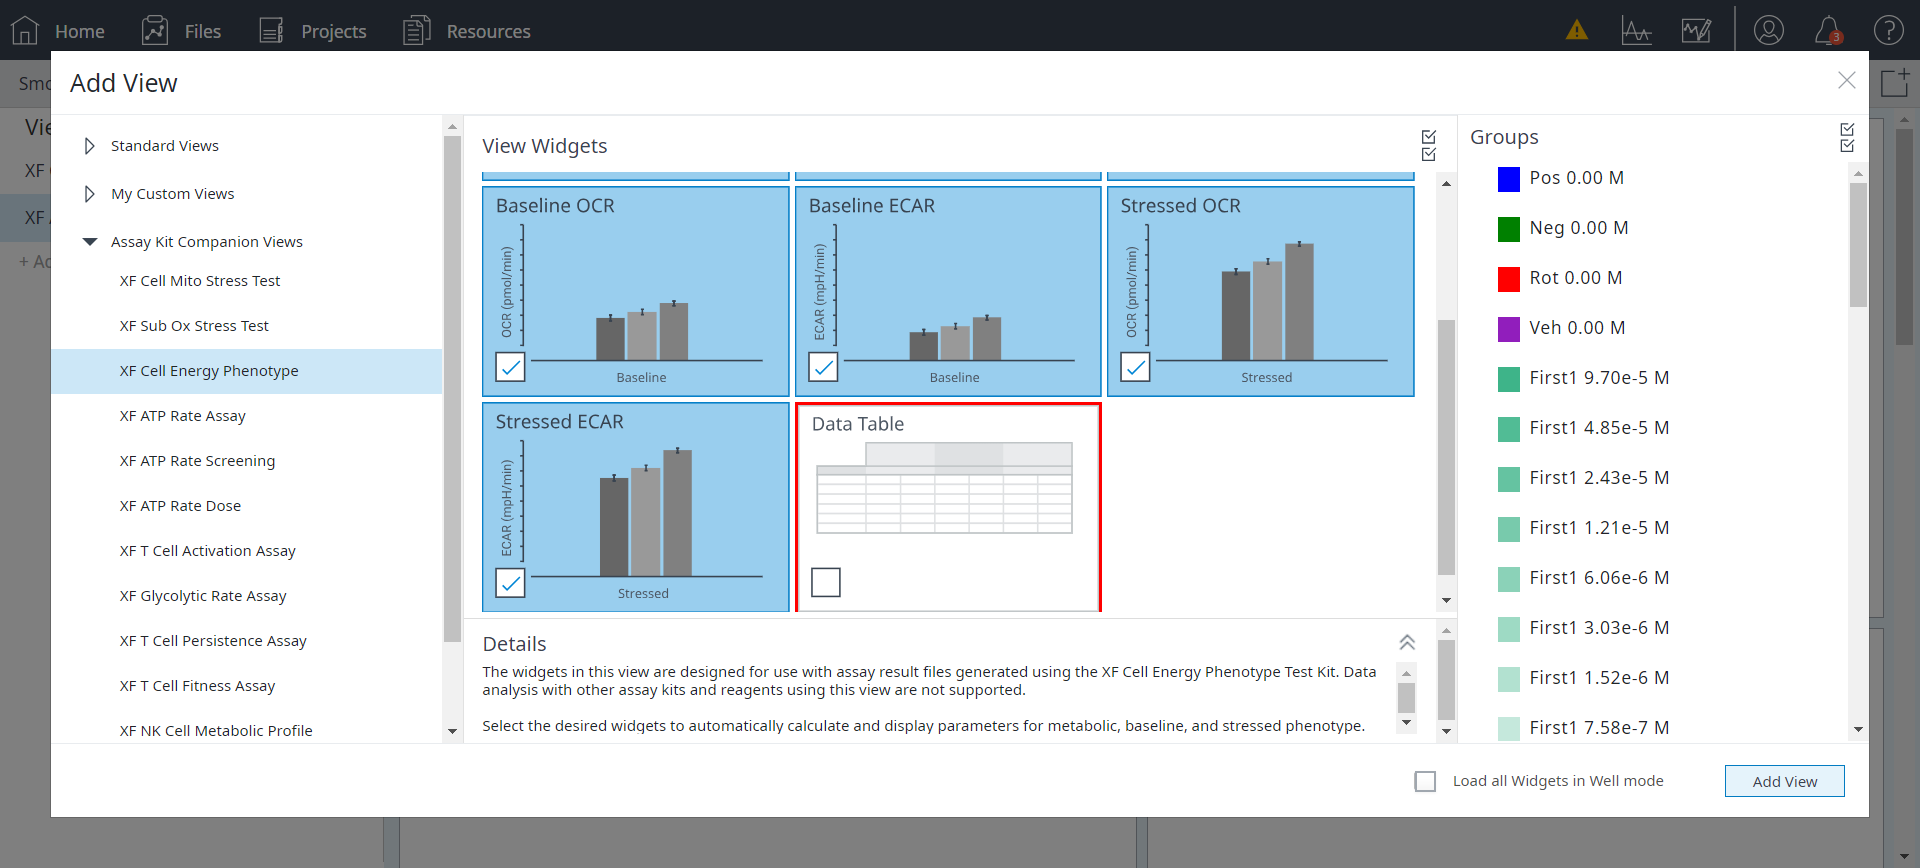 Home
Files
Projects
Resources
3
Add View
Standard Views
My Custom Views
Assay Kit Companion Views
XF Cell Mito Stress Test
XF Sub Ox Stress Test
XF Cell Energy Phenotype
XF ATP Rate Assay
XF ATP Rate Screening
XF ATP Rate Dose
XF T Cell Activation Assay
XF Glycolytic Rate Assay
XF T Cell Persistence Assay
XF T Cell Fitness Assay
XF NK Cell Metabolic Profile
View Widgets
Baseline OCR
OCR (pmol/min)
Baseline
Baseline ECAR
ECAR (mpH/min)
Baseline
Stressed OCR
OCR (pmol/min)
Stressed
Stressed ECAR
ECAR (mpH/min)
Stressed
Data Table
Details
The widgets in this view are designed for use with assay result files generated using the XF Cell Energy Phenotype Test Kit. Data
analysis with other assay kits and reagents using this view are not supported.
Select the desired widgets to automatically calculate and display parameters for metabolic, baseline, and stressed phenotype.
Groups
Pos 0.00 M
Neg 0.00 M
Rot 0.00 M
Veh 0.00 M
First1 9.70e-5 M
First1 4.85e-5 M
First1 2.43e-5 M
First1 1.21e-5 M
First1 6.06e-6 M
First1 3.03e-6 M
First1 1.52e-6 M
First1 7.58e-7 M
Load all Widgets in Well mode
Add View